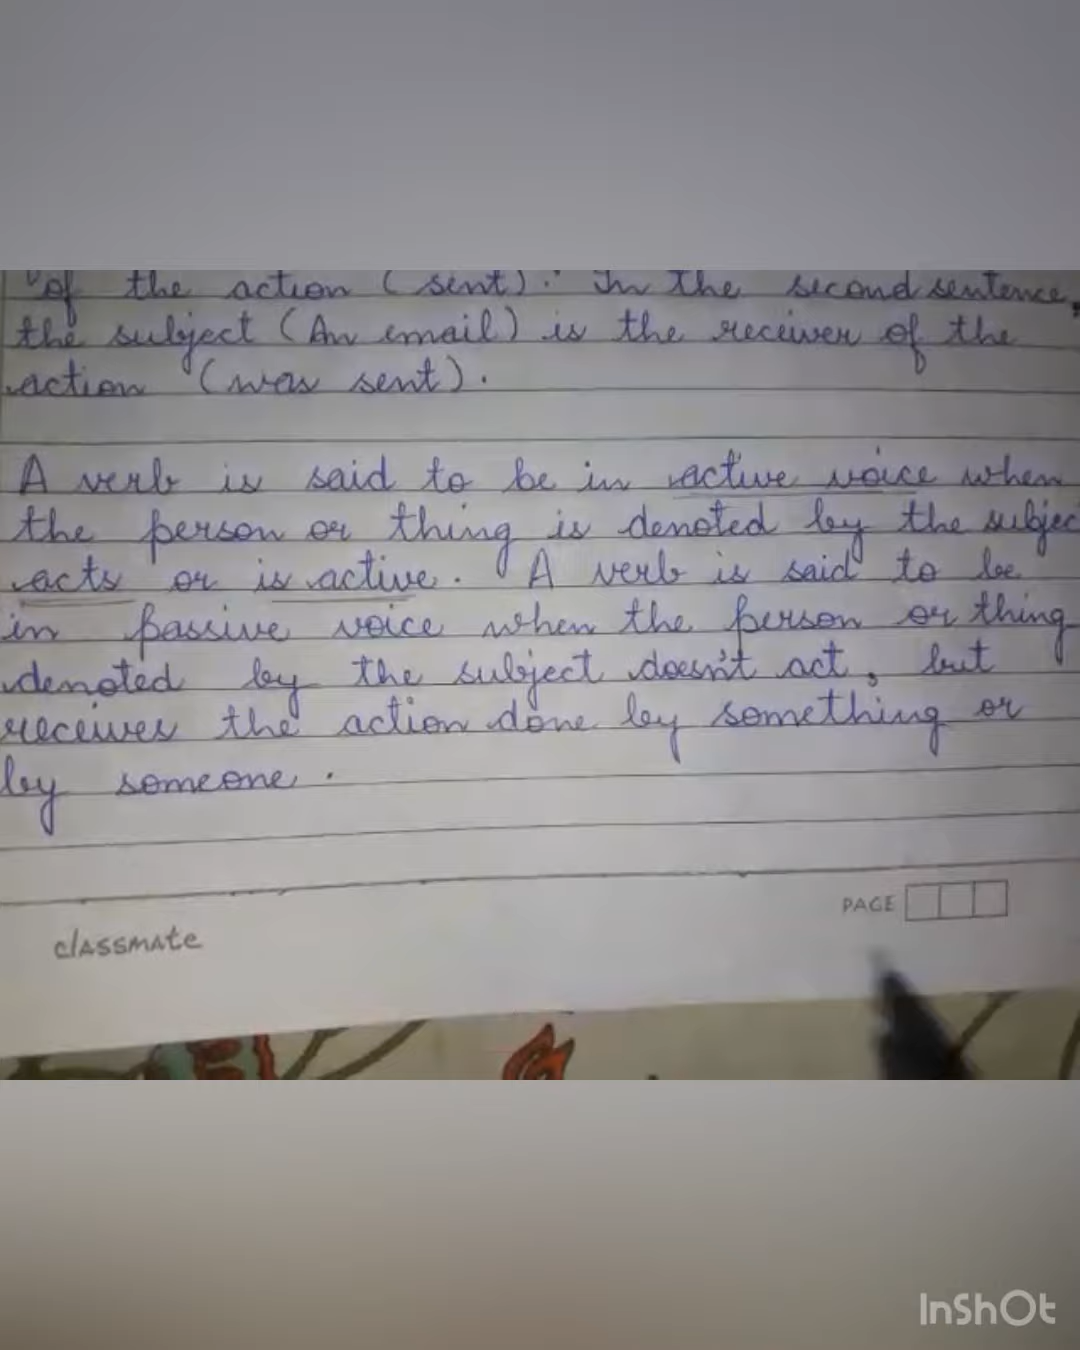 of the action (sent). In the second sentence,
the subject (An email) is the receiver of the
action (was sent).
A verb is said to be in active voice when
the person or thing is denoted by the subjec
acts or is active. A verb is said to be
in passive voice when the person or thing
denoted by the subject doesn't act, but
receives the action done by something or
by someone.
PAGE
classmate
InShOt